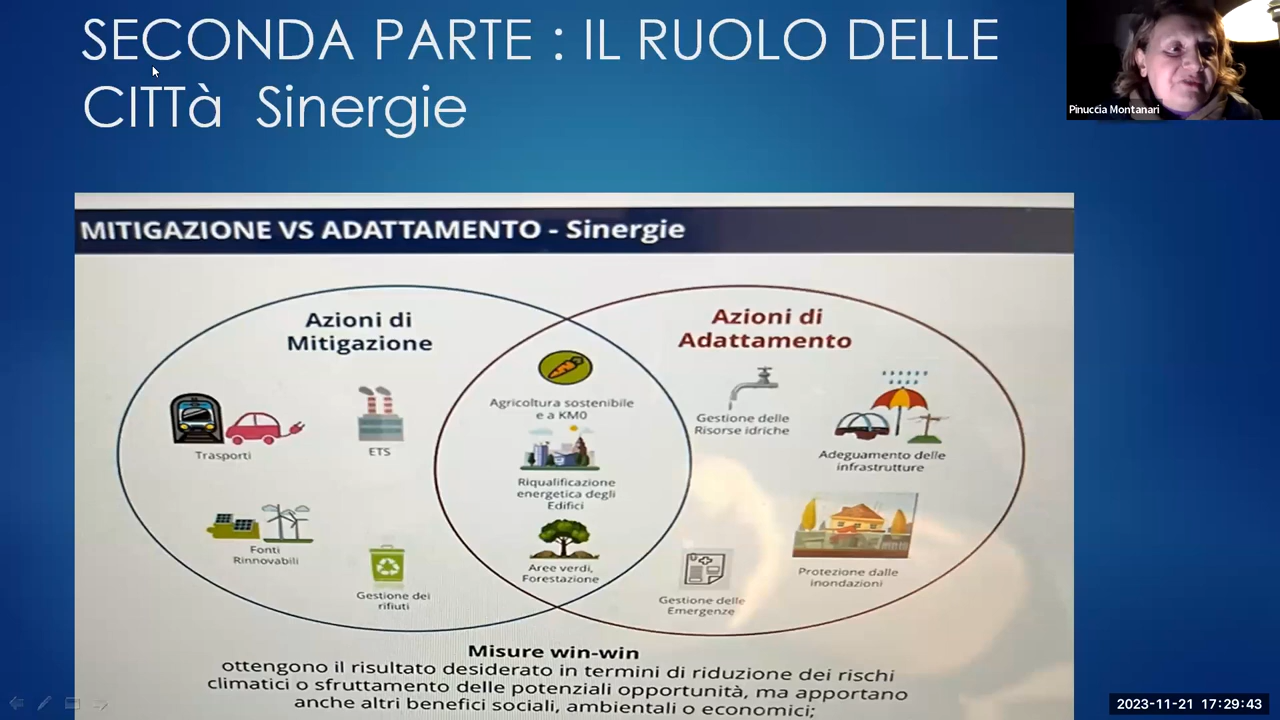 SECONDA PARTE : IL RUOLO DELLE
CITTà Sinergie
Pinuccia Montanari
MITIGAZIONE VS ADATTAMENTO - Sinergie
Azioni di
Mitigazione
Azioni di
Adattamento
Trasporti
ETS
Fonti
Rinnovabili
Gestione dei
rifiuti
Agricoltura sostenibile
e a KM0
Riqualificazione
energetica degli
Edifici
Aree verdi,
Forestazione
Gestione delle
Risorse idriche
Adeguamento delle
infrastrutture
Gestione delle
Emergenze
Protezione dalle
inondazioni
Misure win-win
ottengono il risultato desiderato in termini di riduzione dei rischi
climatici o sfruttamento delle potenziali opportunità, ma apportano
anche altri benefici sociali, ambientali o economici;
2023-11-21 17:29:43